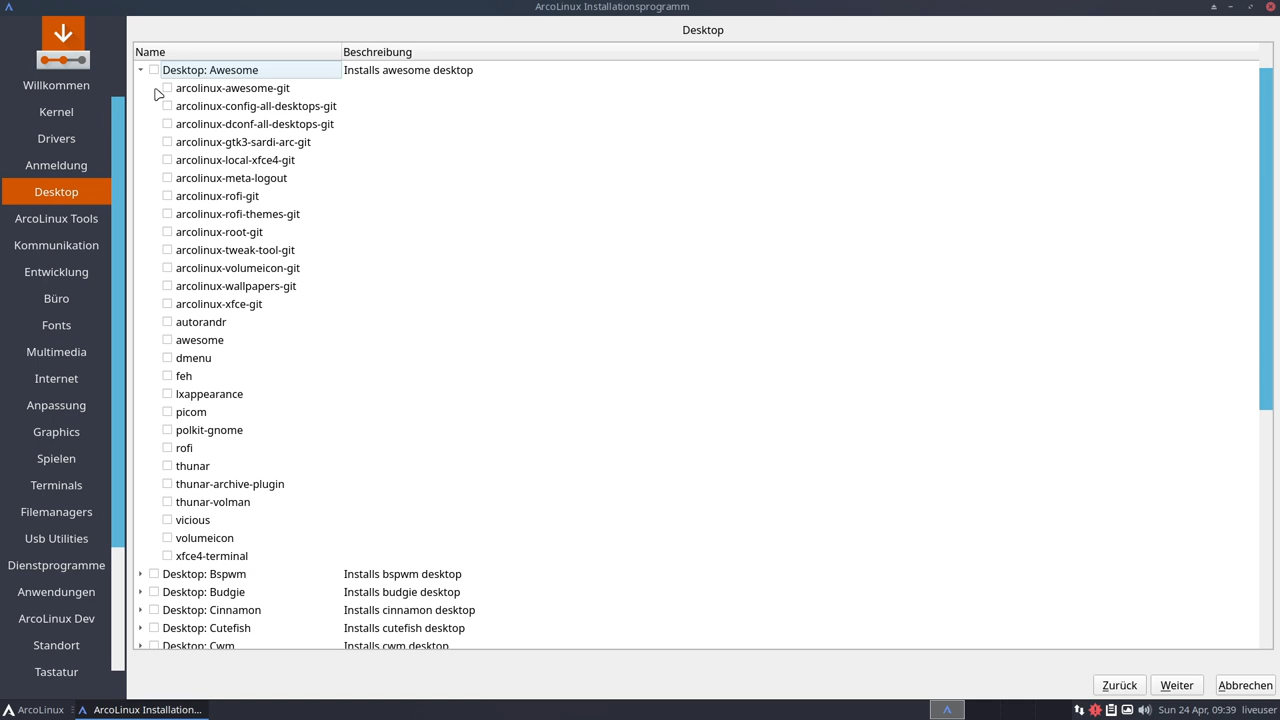 ArcoLinux Installationsprogramm
Willkommen
Kernel
Drivers
Anmeldung
Desktop
ArcoLinux Tools
Kommunikation
Entwicklung
Büro
Fonts
Multimedia
Internet
Anpassung
Graphics
Spielen
Terminals
Filemanagers
Usb Utilities
Dienstprogramme
Anwendungen
ArcoLinux Dev
Standort
Tastatur
Desktop
Name Beschreibung
Desktop: Awesome Installs awesome desktop
arcolinux-awesome-git
arcolinux-config-all-desktops-git
arcolinux-dconf-all-desktops-git
arcolinux-gtk3-sardi-arc-git
arcolinux-local-xfce4-git
arcolinux-meta-logout
arcolinux-rofi-git
arcolinux-rofi-themes-git
arcolinux-root-git
arcolinux-tweak-tool-git
arcolinux-volumeicon-git
arcolinux-wallpapers-git
arcolinux-xfce-git
autorandr
awesome
dmenu
feh
lxappearance
picom
polkit-gnome
rofi
thunar
thunar-archive-plugin
thunar-volman
vicious
volumeicon
xfce4-terminal
Desktop: Bspwm Installs bspwm desktop
Desktop: Budgie Installs budgie desktop
Desktop: Cinnamon Installs cinnamon desktop
Desktop: Cutefish Installs cutefish desktop
Desktop: Cwm Installs cwm desktop
Zurück Weiter Abbrechen
ArcoLinux ArcoLinux Installation... Sun 24 Apr, 09:39 liveuser